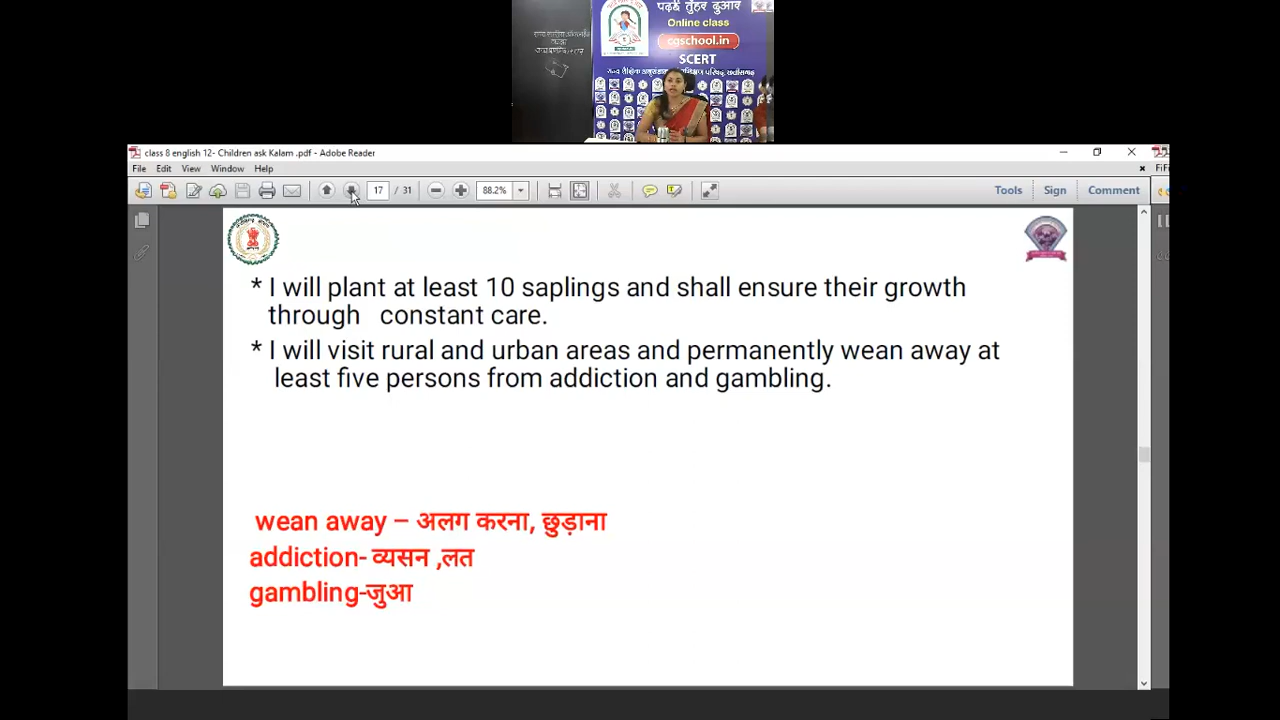 पढ़ई तुंहर दुआर
Online class
cgschool.in
SCERT
class 8 english 12- Children ask Kalam .pdf - Adobe Reader
File Edit View Window Help
17 / 31 88.2% Tools Sign Comment
* I will plant at least 10 saplings and shall ensure their growth
through constant care.
* I will visit rural and urban areas and permanently wean away at
least five persons from addiction and gambling.
wean away – अलग करना, छुड़ाना
addiction- व्यसन ,लत
gambling-जुआ